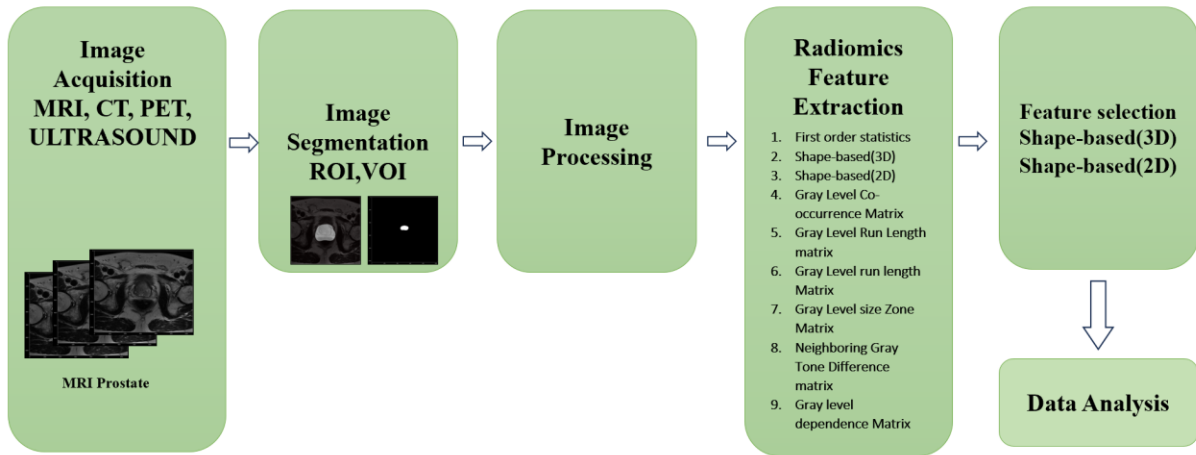 Image
Acquisition
MRI, CT, PET,
ULTRASOUND
MRI Prostate
Image
Segmentation
ROI,VOI
Image
Processing
Radiomics
Feature
Extraction
1. First order statistics
2. Shape-based(3D)
3. Shape-based(2D)
4. Gray Level Co-
occurrence Matrix
5. Gray Level Run Length
matrix
6. Gray Level run length
Matrix
7. Gray Level size Zone
Matrix
8. Neighboring Gray
Tone Difference
matrix
9. Gray level
dependence Matrix
Feature selection
Shape-based(3D)
Shape-based(2D)
Data Analysis